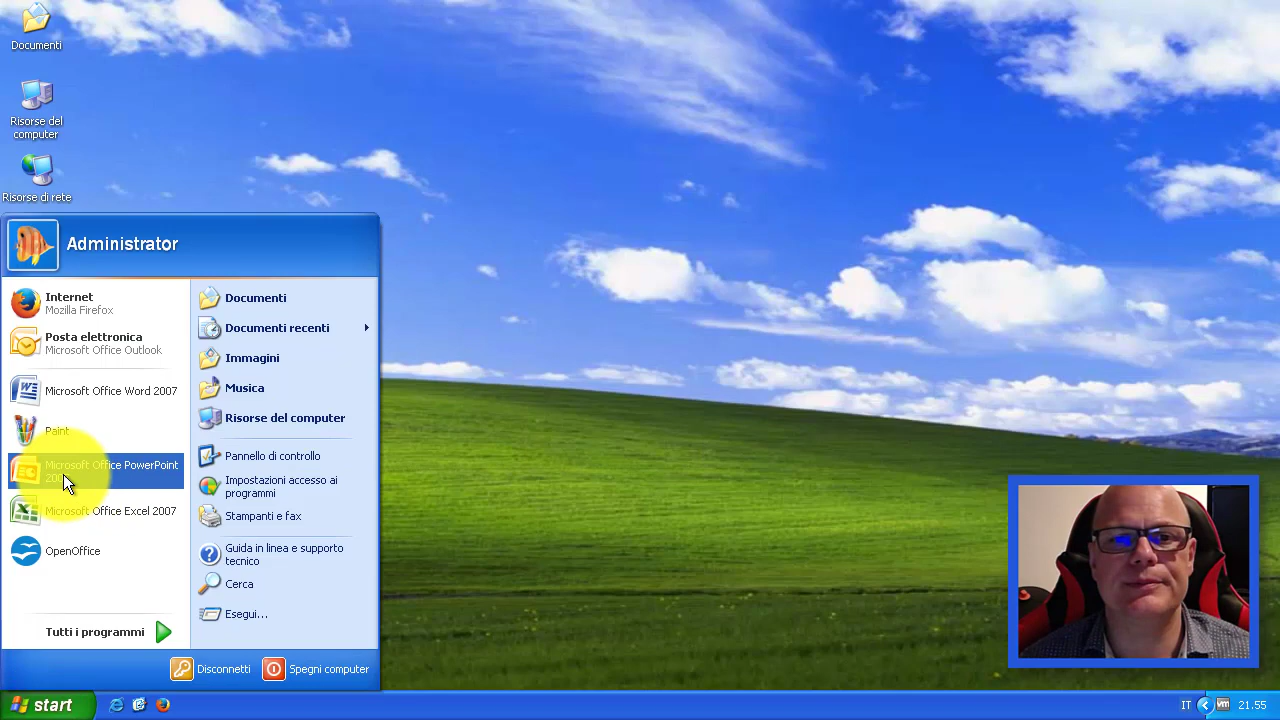 Documenti
Risorse del
computer
Risorse di rete
Administrator
Internet
Mozilla Firefox
Posta elettronica
Microsoft Office Outlook
Microsoft Office Word 2007
Paint
Microsoft Office PowerPoint
Microsoft Office Excel 2007
OpenOffice
Tutti i programmi
Documenti
Documenti recenti
Immagini
Musica
Risorse del computer
Pannello di controllo
Impostazioni accesso ai
programmi
Stampanti e fax
Guida in linea e supporto
tecnico
Cerca
Esegui...
Disconnetti
Spegni computer
start
IT
vm
21.55